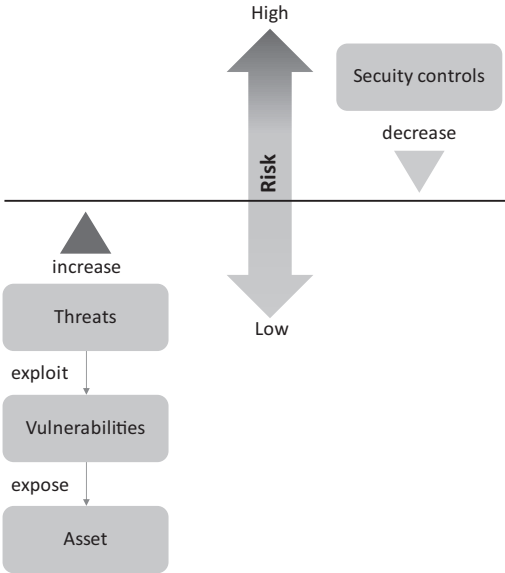 High
Secuity controls
decrease
Risk
increase
Threats
Low
exploit
Vulnerabilities
expose
Asset